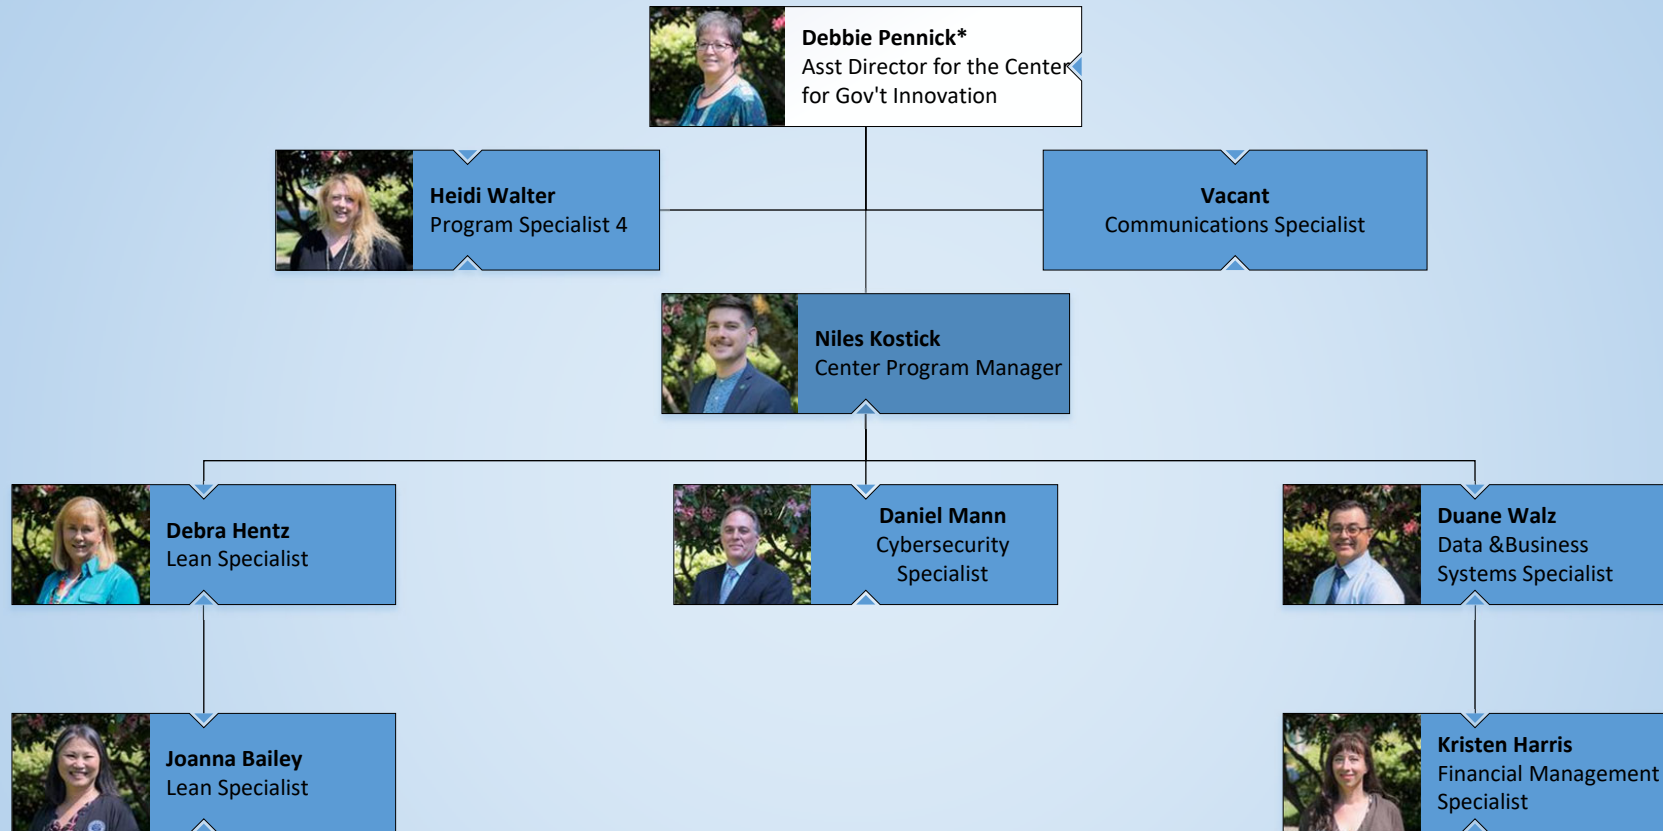 Debbie Pennick*
Asst Director for the Center
for Gov't Innovation
Heidi Walter
Program Specialist 4
Vacant
Communications Specialist
Niles Kostick
Center Program Manager
Debra Hentz
Lean Specialist
Daniel Mann
Cybersecurity
Specialist
Duane Walz
Data &Business
Systems Specialist
Joanna Bailey
Lean Specialist
Kristen Harris
Financial Management
Specialist